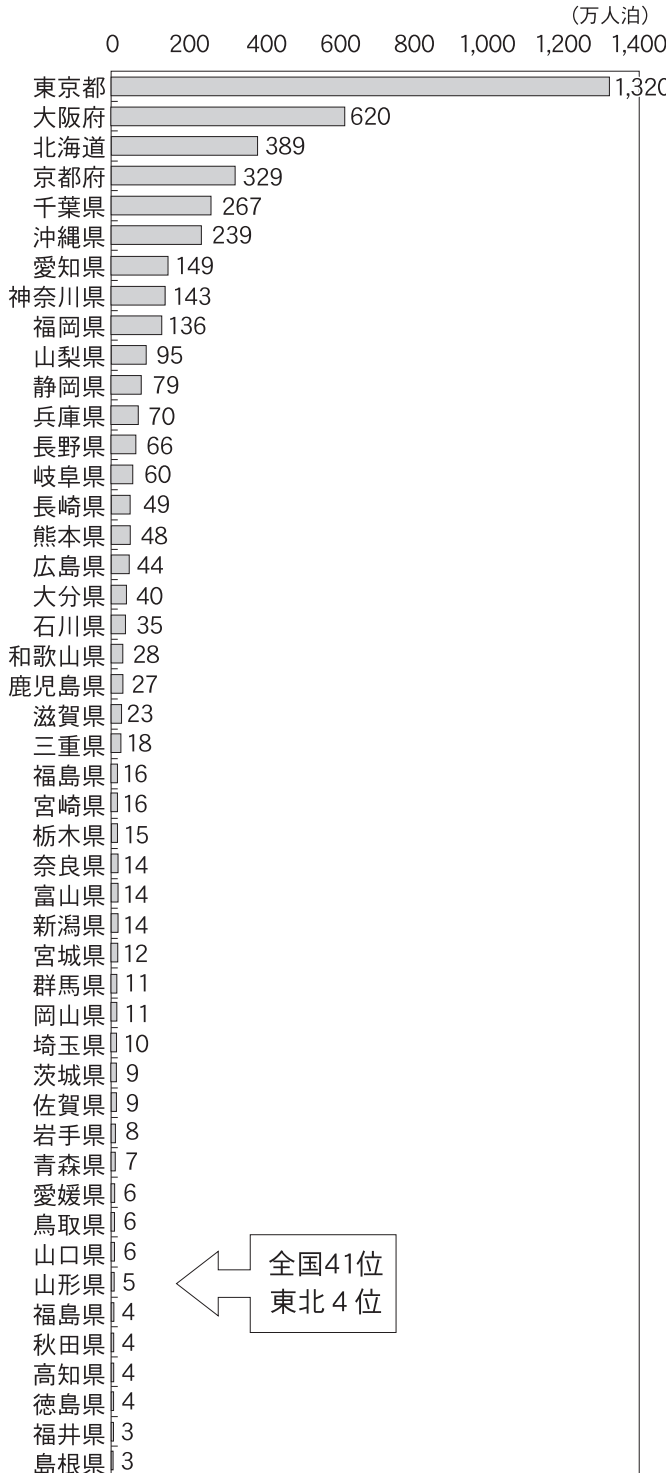 (万人泊)
0 200 400 600 800 1,000 1,200 1,400
東京都 1,320
大阪府 620
北海道 389
京都府 329
千葉県 267
沖縄県 239
愛知県 149
神奈川県 143
福岡県 136
山梨県 95
静岡県 79
兵庫県 70
長野県 66
岐阜県 60
長崎県 49
熊本県 48
広島県 44
大分県 40
石川県 35
和歌山県 28
鹿児島県 27
滋賀県 23
三重県 18
福島県 16
宮崎県 16
栃木県 15
奈良県 14
富山県 14
新潟県 14
宮城県 12
群馬県 11
岡山県 11
埼玉県 10
茨城県 9
佐賀県 9
岩手県 8
青森県 7
愛媛県 6
鳥取県 6
山口県 6
山形県 5
全国41位
東北4位
福島県 4
秋田県 4
高知県 4
徳島県 4
福井県 3
島根県 3